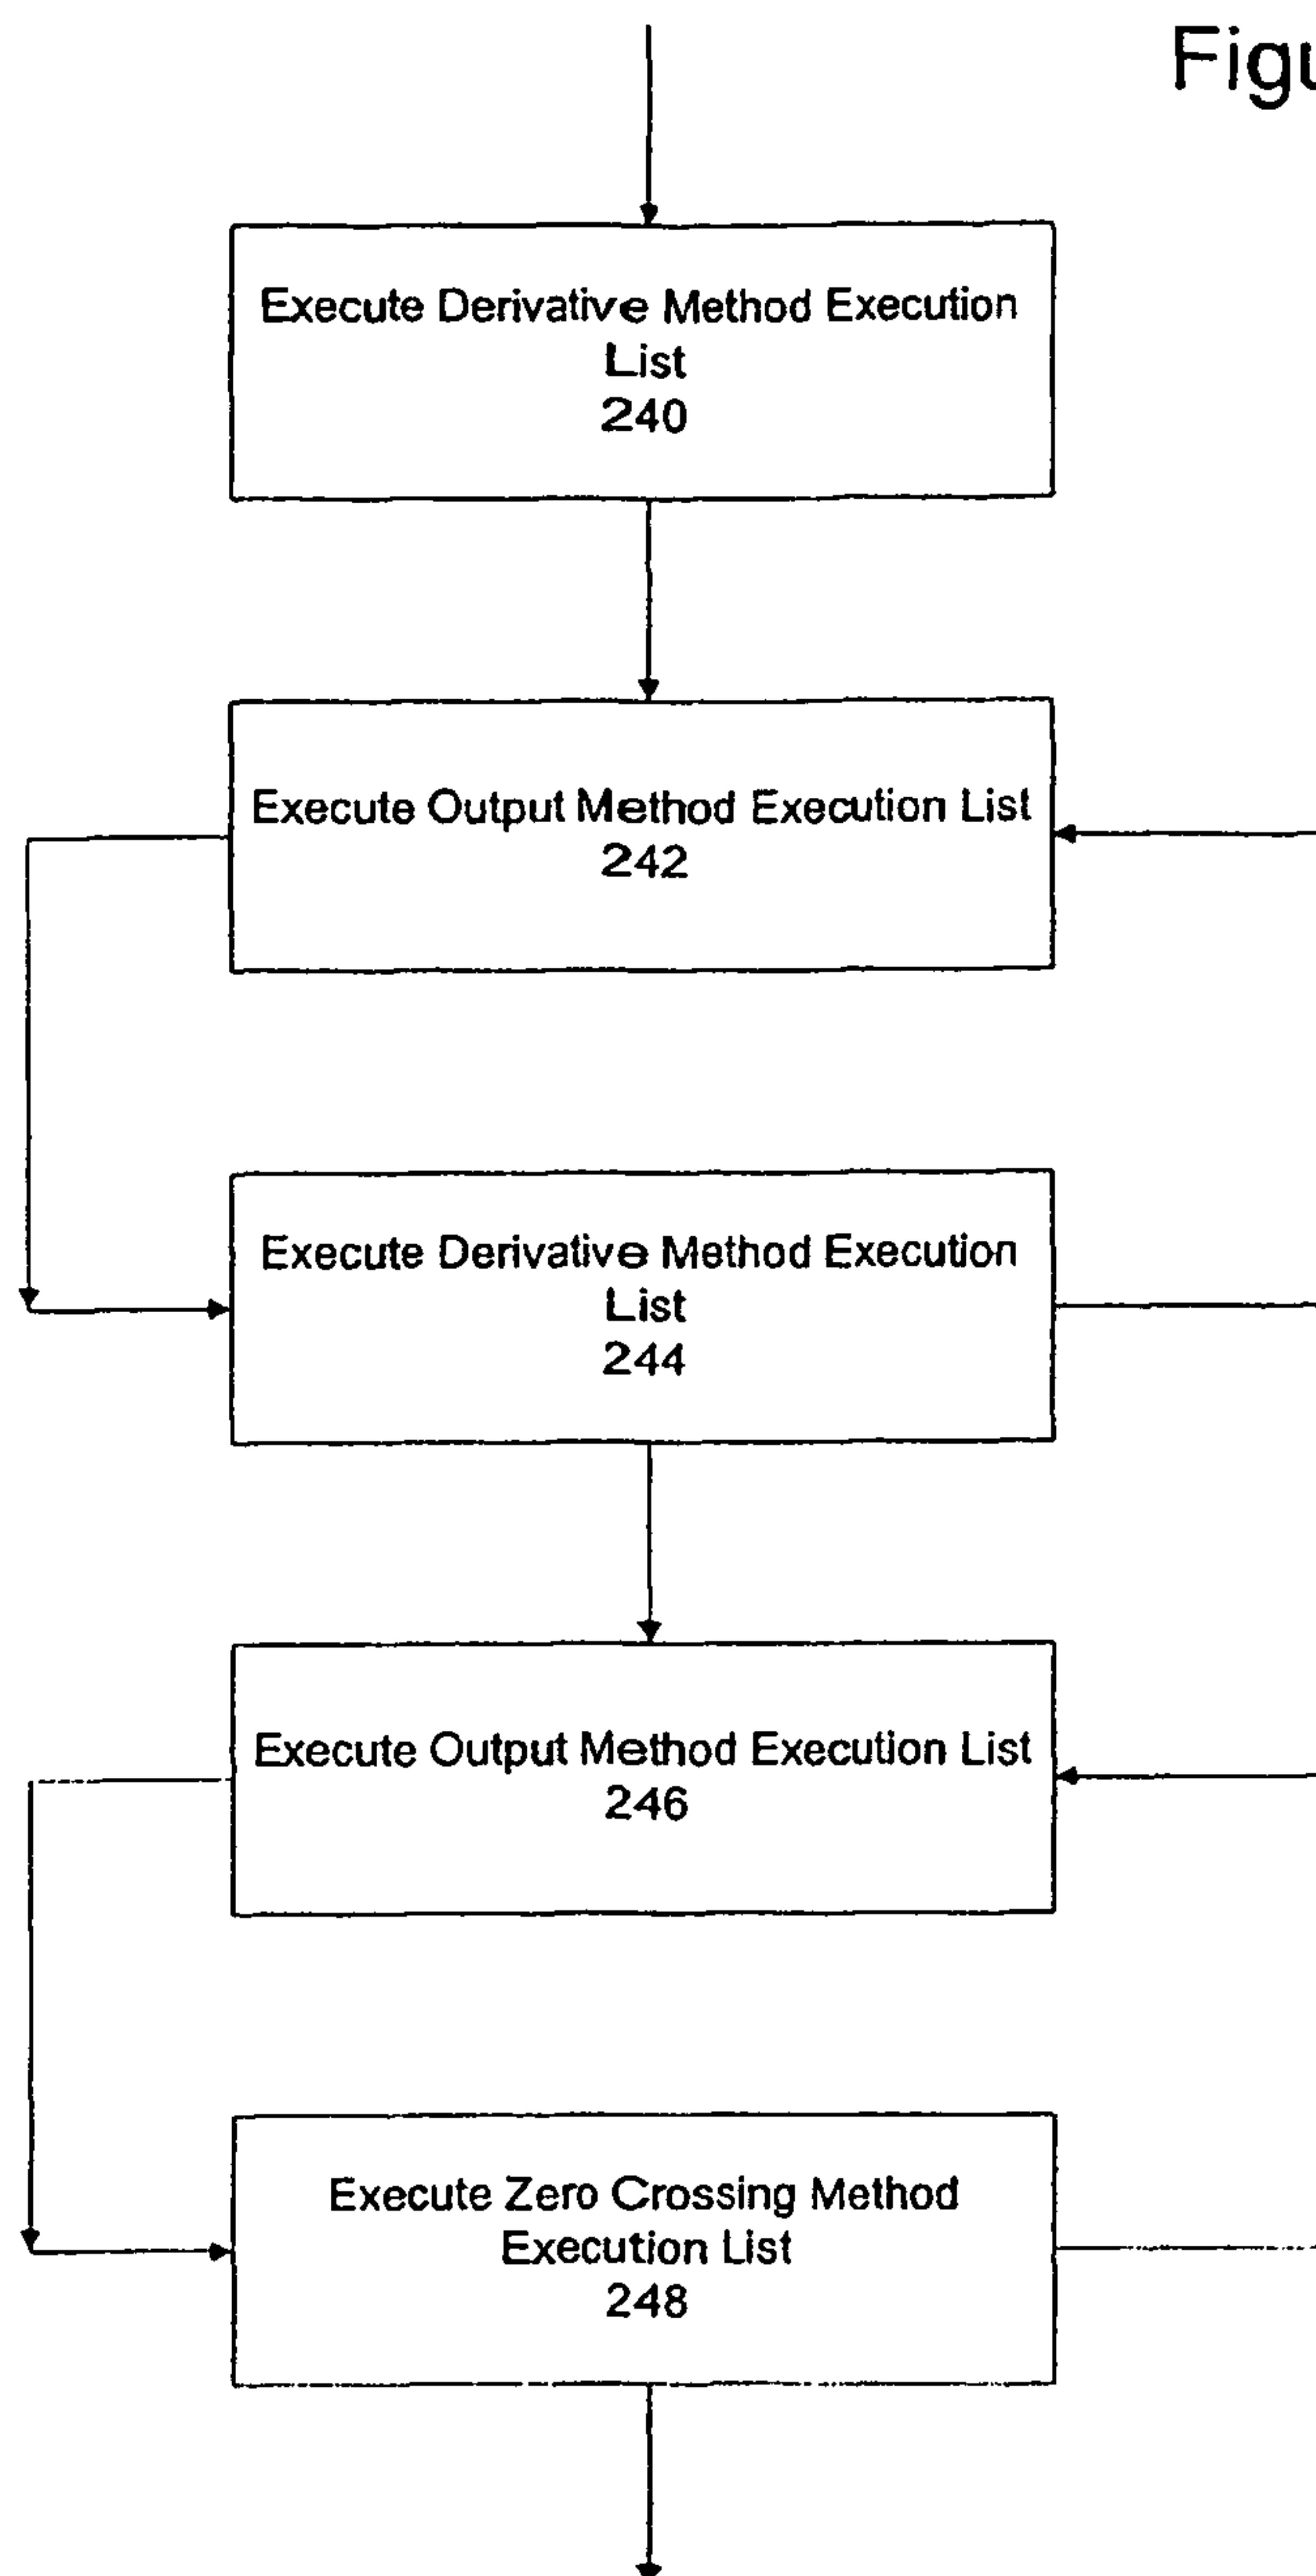 Execute Derivative Method Execution
List
240
Execute Output Method Execution List
242
Execute Derivative Method Execution
List
244
Execute Output Method Execution List
246
Execute Zero Crossing Method
Execution List
248